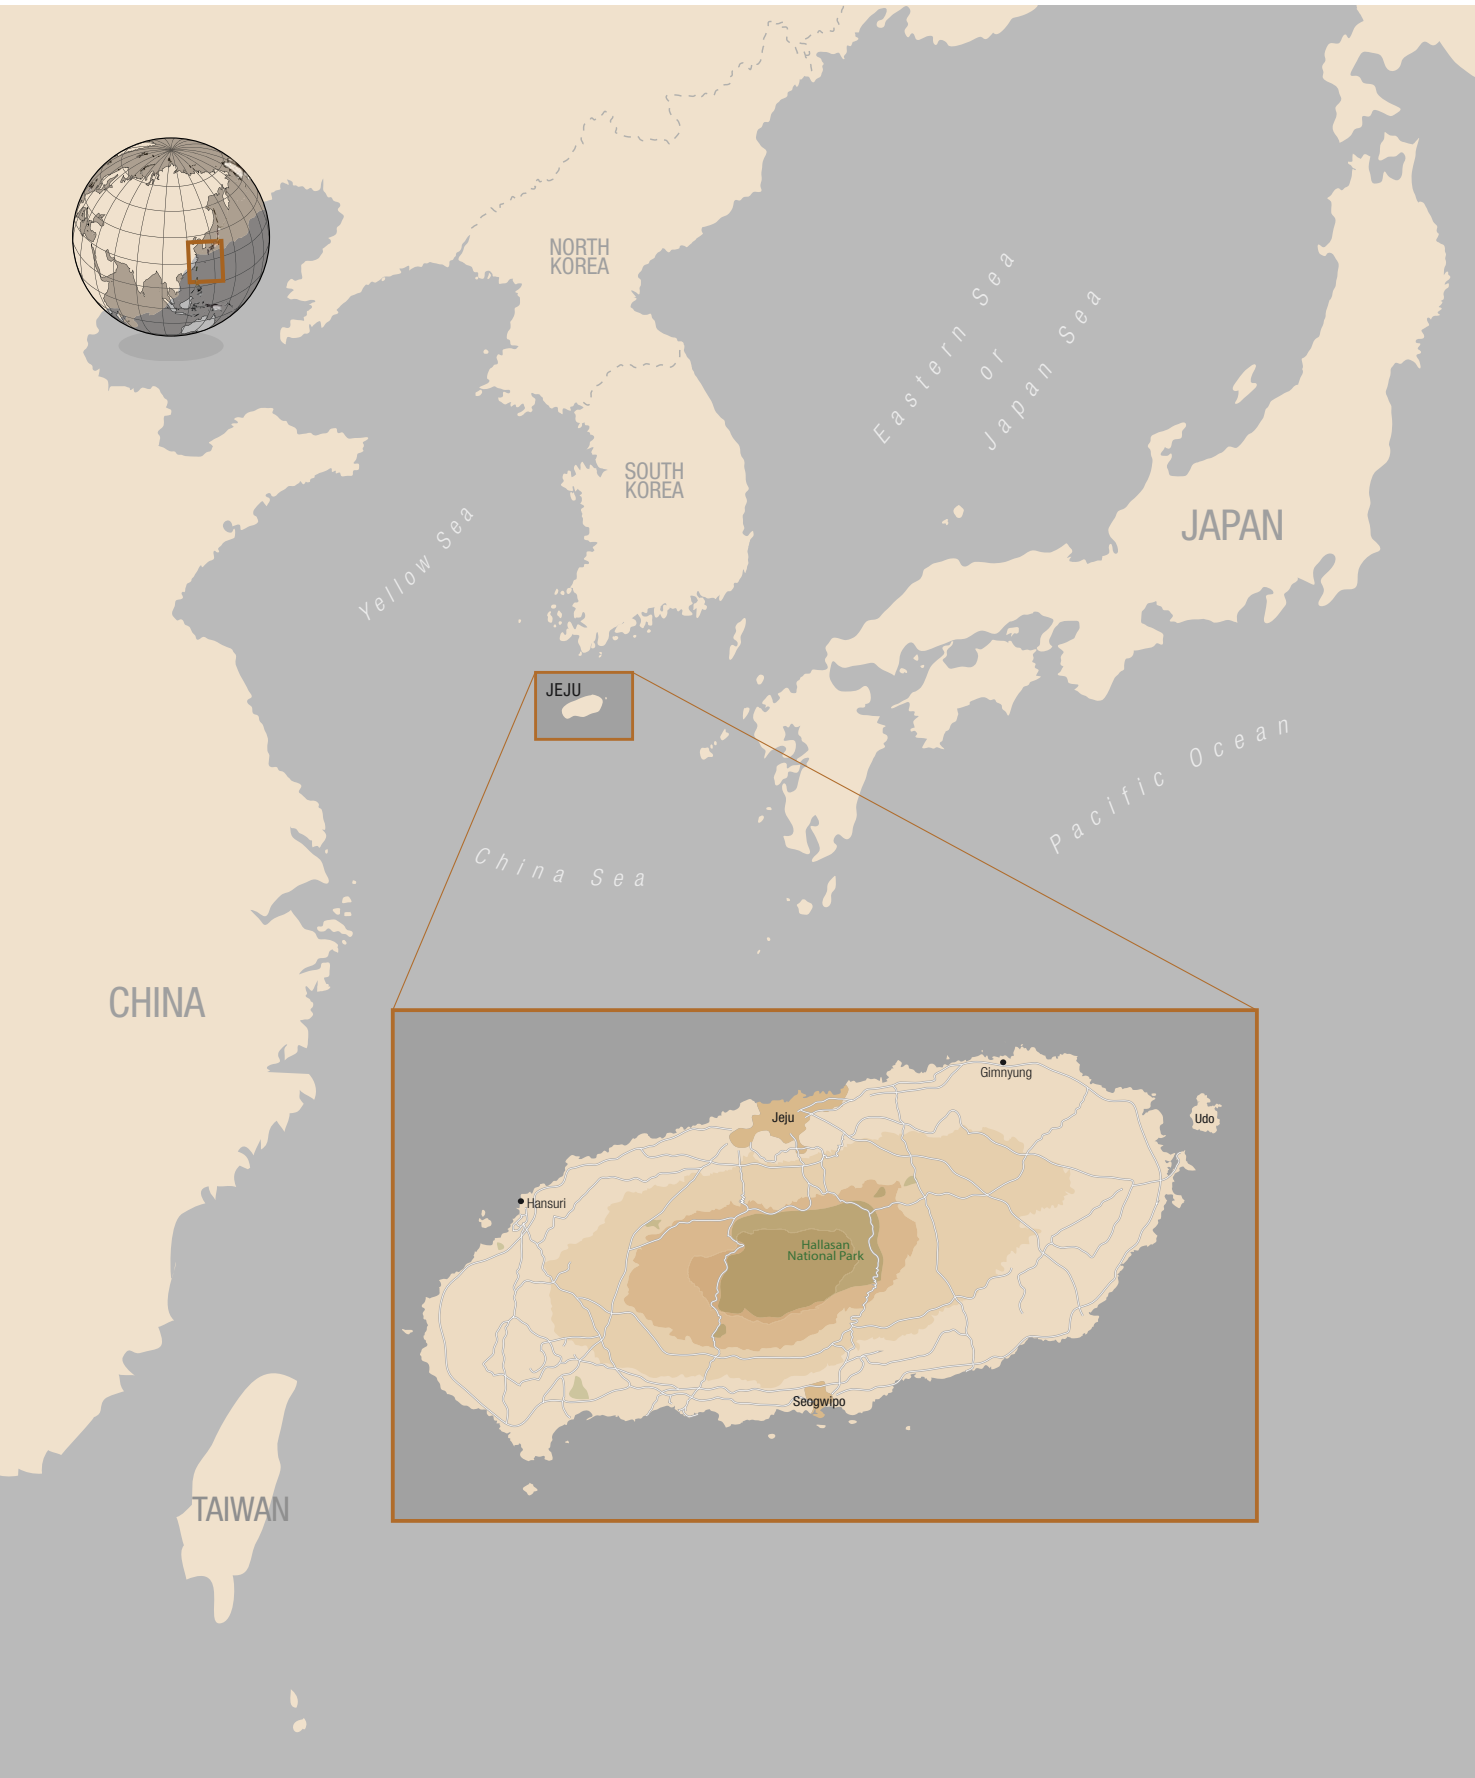 NORTH
KOREA
Eastern Sea
or
Japan Sea
SOUTH
KOREA
JAPAN
Yellow Sea
JEJU
Pacific Ocean
China Sea
CHINA
Gimnyung
Jeju
Udo
Hansuri
Hallasan
National Park
Seogwipo
TAIWAN